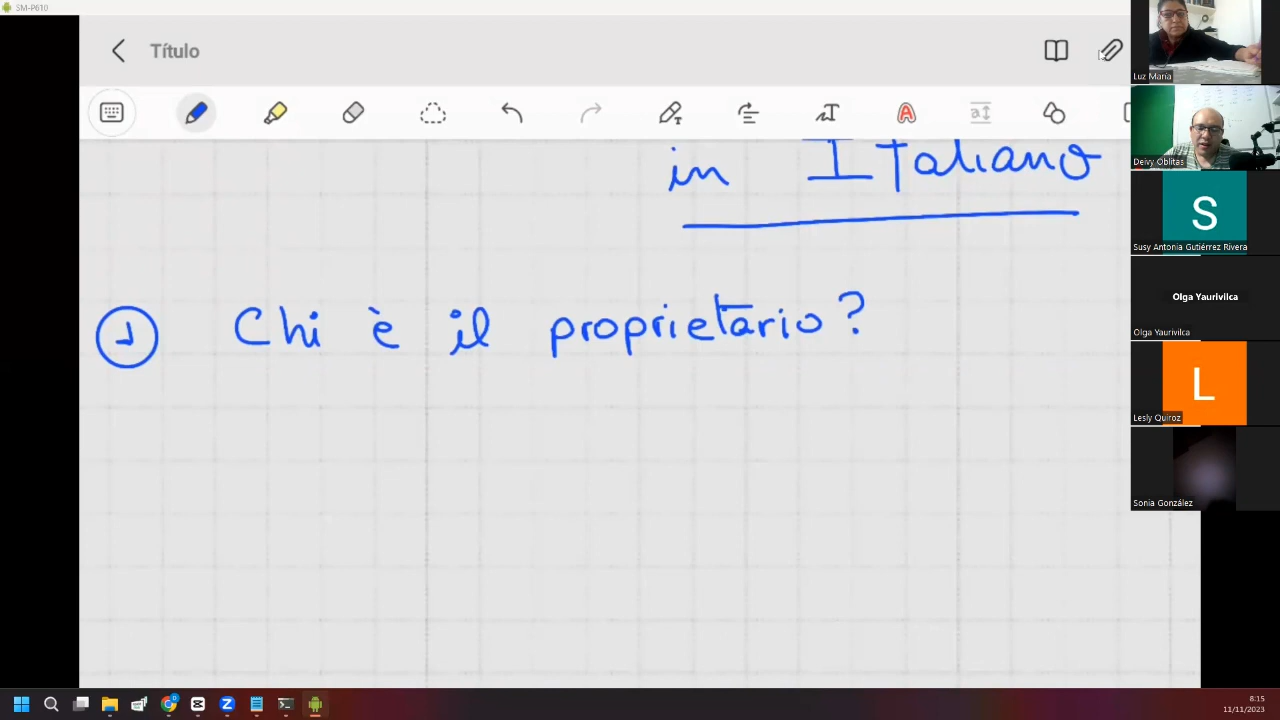 SM-P610
Título
in Italiano
1 Chi è il proprietario?
Luz María
Deivy Oblitas
S
Susy Antonia Gutiérrez Rivera
Olga Yaurivilca
Olga Yaurivilca
L
Lesly Quiroz
Sonia González
8:15
11/11/2023